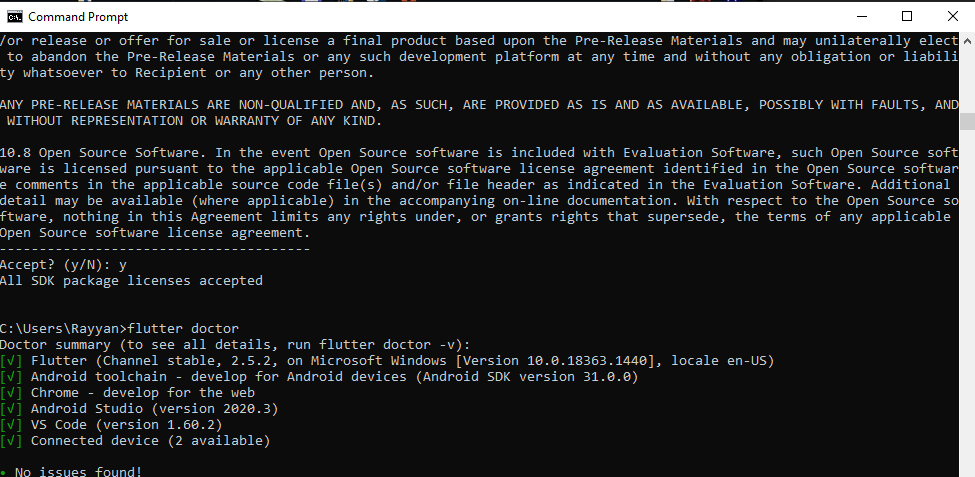 Command Prompt
/or release or offer for sale or license a final product based upon the Pre-Release Materials and may unilaterally elect
 to abandon the Pre-Release Materials or any such development platform at any time and without any obligation or liabili
ty whatsoever to Recipient or any other person.
ANY PRE-RELEASE MATERIALS ARE NON-QUALIFIED AND, AS SUCH, ARE PROVIDED AS IS AND AS AVAILABLE, POSSIBLY WITH FAULTS, AND
 WITHOUT REPRESENTATION OR WARRANTY OF ANY KIND.
10.8 Open Source Software. In the event Open Source software is included with Evaluation Software, such Open Source soft
ware is licensed pursuant to the applicable Open Source software license agreement identified in the Open Source softwar
e comments in the applicable source code file(s) and/or file header as indicated in the Evaluation Software. Additional
detail may be available (where applicable) in the accompanying on-line documentation. With respect to the Open Source so
ftware, nothing in this Agreement limits any rights under, or grants rights that supersede, the terms of any applicable
Open Source software license agreement.
---------------------------------------
Accept? (y/N): y
All SDK package licenses accepted
C:\Users\Rayyan>flutter doctor
Doctor summary (to see all details, run flutter doctor -v):
[√] Flutter (Channel stable, 2.5.2, on Microsoft Windows [Version 10.0.18363.1440], locale en-US)
[√] Android toolchain - develop for Android devices (Android SDK version 31.0.0)
[√] Chrome - develop for the web
[√] Android Studio (version 2020.3)
[√] VS Code (version 1.60.2)
[√] Connected device (2 available)
• No issues found!